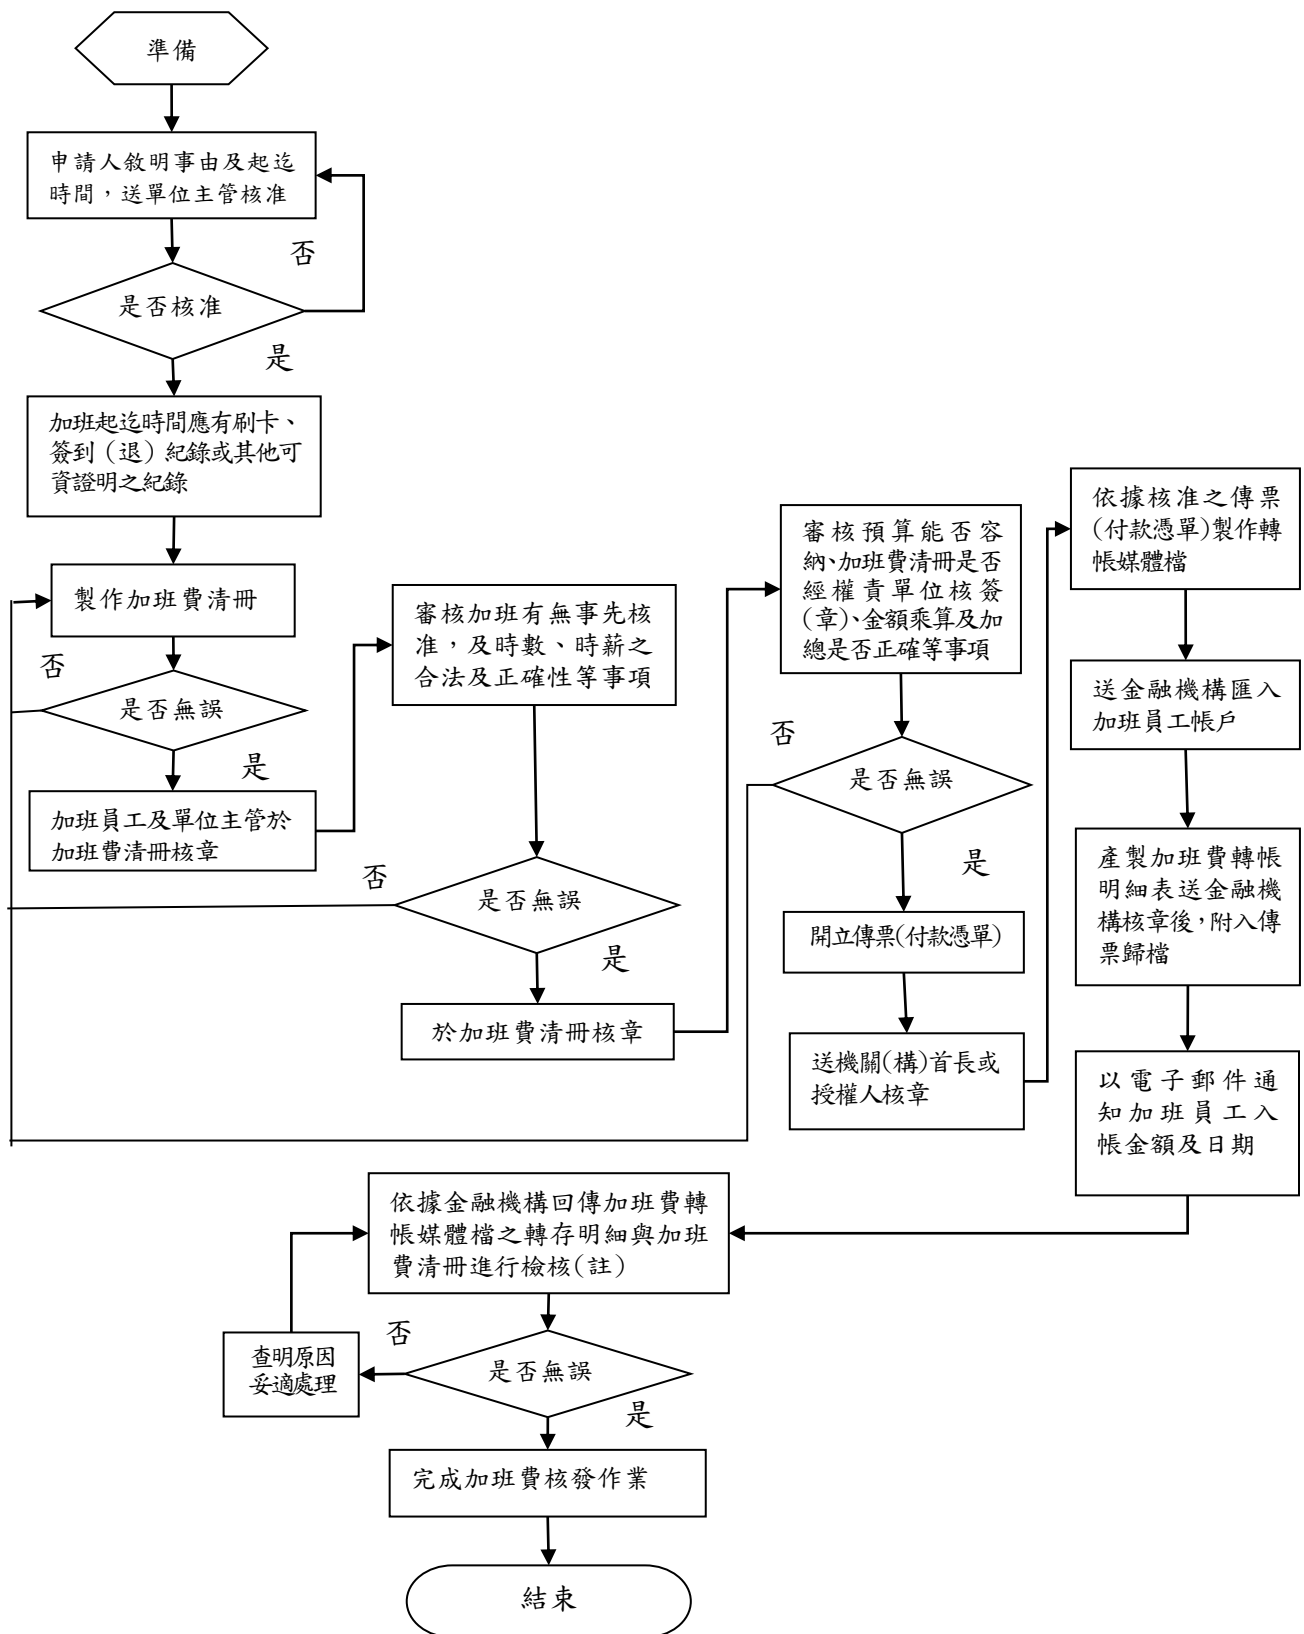 準備
申請人敘明事由及起迄
時間，送單位主管核准
否
是否核准
是
加班起迄時間應有刷卡、
簽到（退）紀錄或其他可
資證明之紀錄
製作加班費清冊
否
是否無誤
是
加班員工及單位主管於
加班費清冊核章
審核加班有無事先核
准，及時數、時薪之
合法及正確性等事項
否
是否無誤
是
於加班費清冊核章
審核預算能否容
納、加班費清冊是否
經權責單位核簽
(章)、金額乘算及加
總是否正確等事項
否
是否無誤
是
開立傳票(付款憑單)
送機關(構)首長或
授權人核章
依據核准之傳票
(付款憑單)製作轉
帳媒體檔
送金融機構匯入
加班員工帳戶
產製加班費轉帳
明細表送金融機
構核章後，附入傳
票歸檔
以電子郵件通
知加班員工入
帳金額及日期
依據金融機構回傳加班費轉
帳媒體檔之轉存明細與加班
費清冊進行檢核(註)
否
查明原因
妥適處理
是否無誤
是
完成加班費核發作業
結束